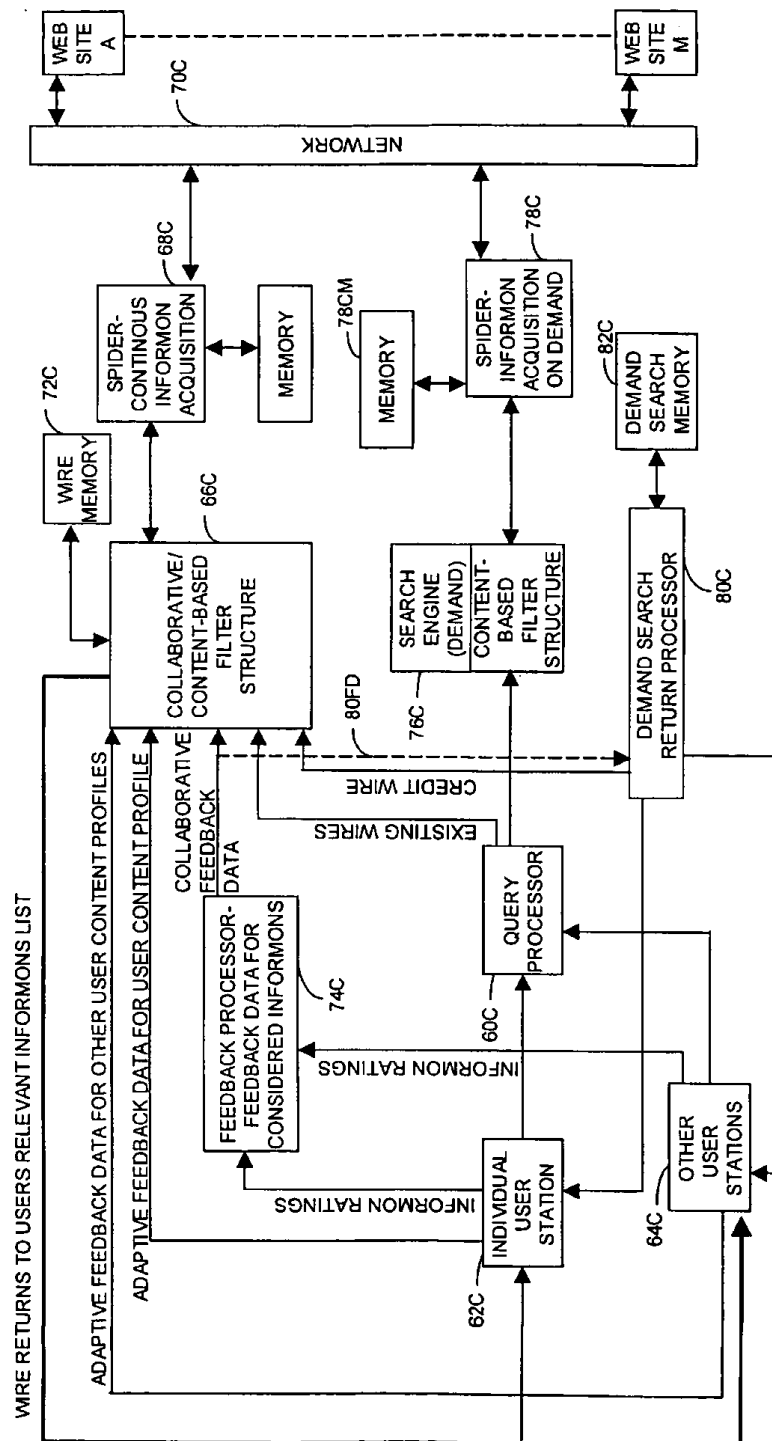 WIRE RETURNS TO USERS RELEVANT INFORMONS LIST
ADAPTIVE FEEDBACK DATA FOR OTHER USER CONTENT PROFILES
ADAPTIVE FEEDBACK DATA FOR USER CONTENT PROFILE
COLLABORATIVE
FEEDBACK
DATA
COLLABORATIVE/
CONTENT-BASED
FILTER
STRUCTURE
66C
WIRE
MEMORY
72C
SPIDER-
CONTINOUS
INFORMON
ACQUISITION
68C
MEMORY
NETWORK
70C
WEB
SITE
A
WEB
SITE
M
FEEDBACK PROCESSOR-
FEEDBACK DATA FOR
CONSIDERED INFORMONS
74C
INFORMON RATINGS
INFORMON RATINGS
EXISTING WIRES
CREDIT WIRE
80FD
INDIVIDUAL
USER
STATION
62C
QUERY
PROCESSOR
60C
SEARCH
ENGINE
(DEMAND)
CONTENT-
BASED
FILTER
STRUCTURE
76C
MEMORY
78CM
SPIDER-
INFORMON
ACQUISITION
ON DEMAND
78C
OTHER
USER
STATIONS
64C
DEMAND SEARCH
RETURN PROCESSOR
80C
DEMAND
SEARCH
MEMORY
82C